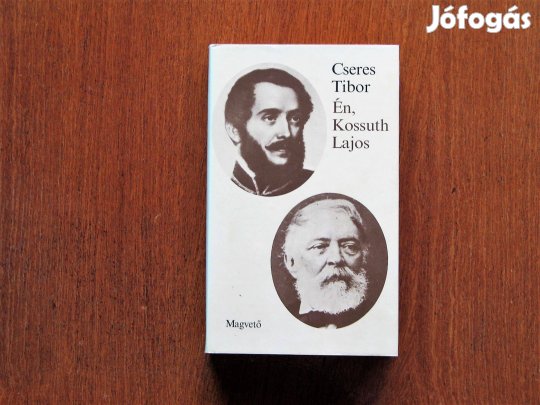 Jófogás
Cseres
Tibor
Én,
Kossuth
Lajos
Magvető